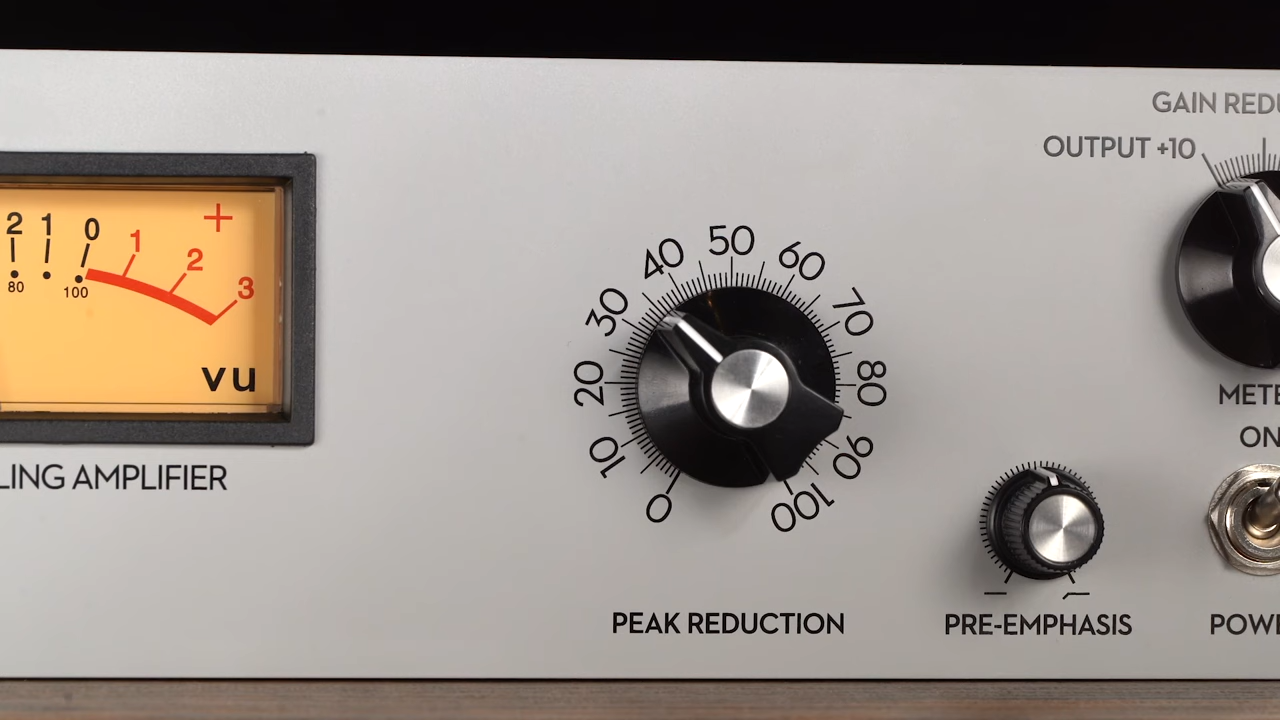 GAIN REDU
OUTPUT +10
2 1 0 1 2 3 +
80 100
vu
LING AMPLIFIER
0 10 20 30 40 50 60 70 80 90 100
PEAK REDUCTION
PRE-EMPHASIS
METE
ON
POWE